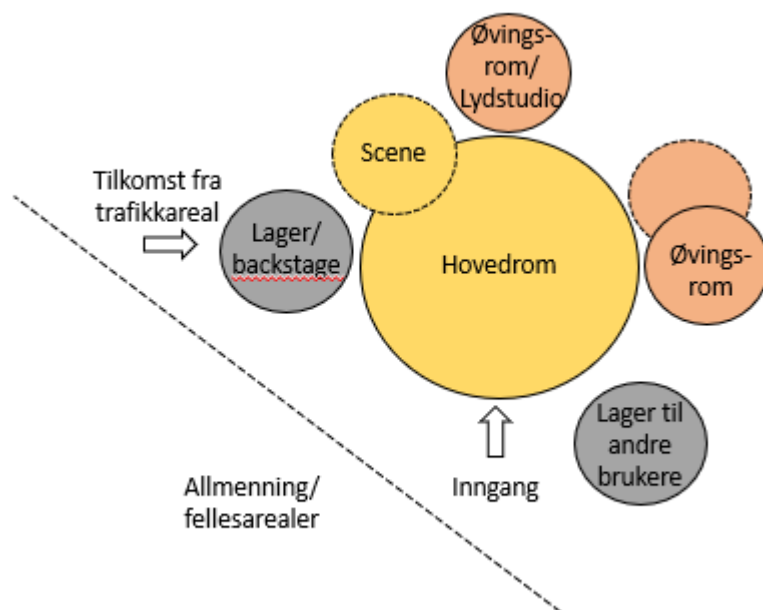 Øvings-
rom/
Lydstudio
Scene
Tilkomst fra
trafikkareal
Lager/
backstage
Hovedrom
Øvings-
rom
Lager til
andre
brukere
Allmenning/
fellesarealer
Inngang